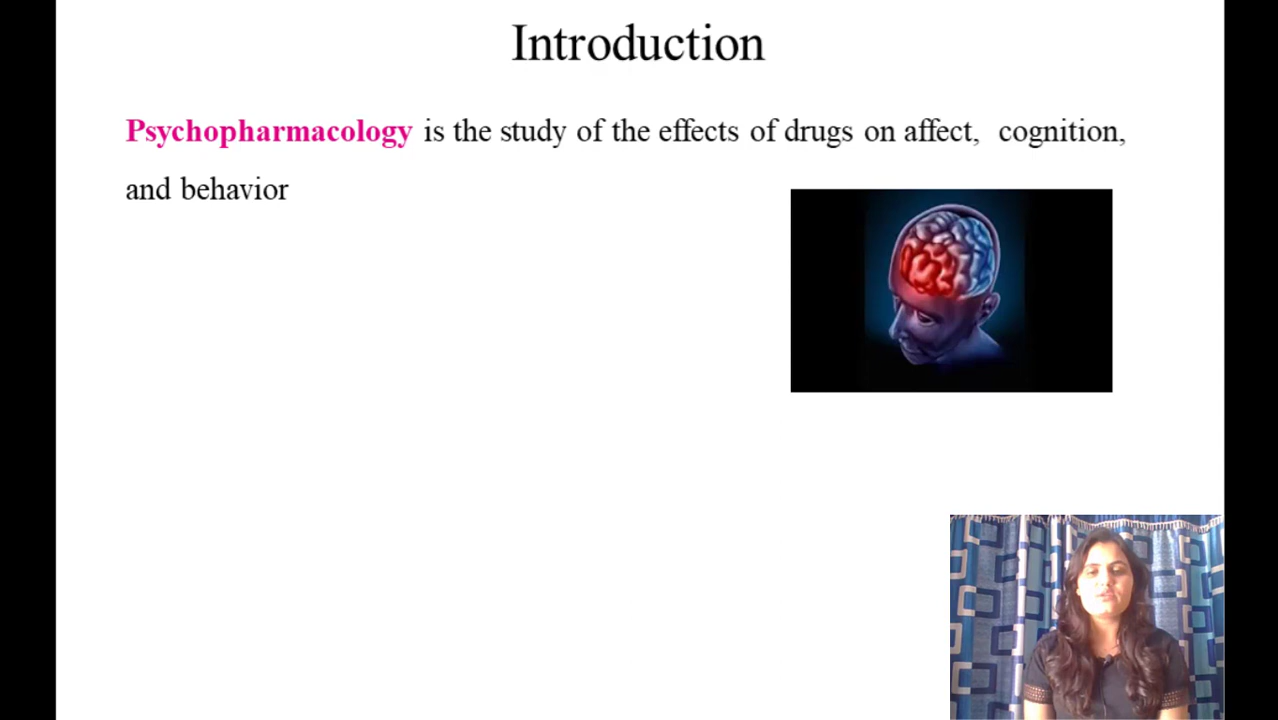 Introduction
Psychopharmacology is the study of the effects of drugs on affect, cognition,
and behavior